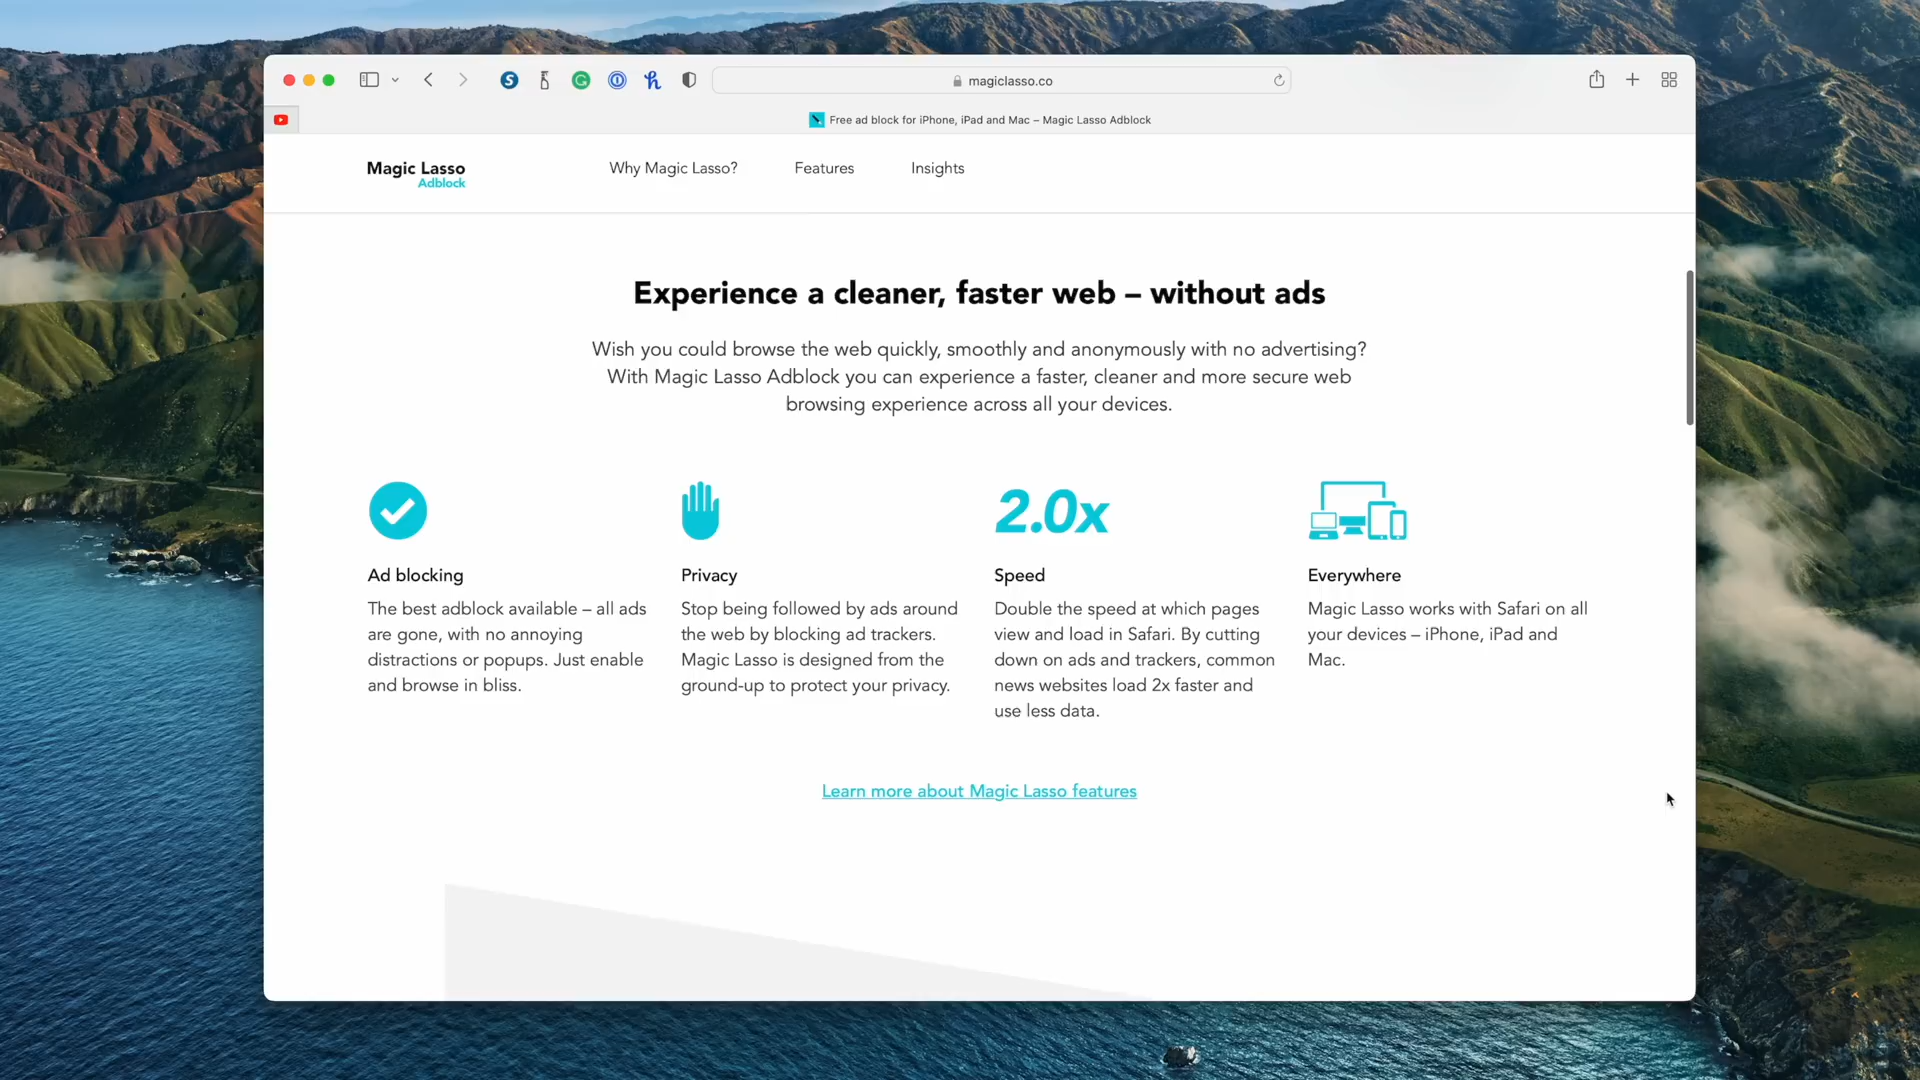 magiclasso.co
Free ad block for iPhone, iPad and Mac – Magic Lasso Adblock
Magic Lasso
Adblock
Why Magic Lasso?
Features
Insights
Experience a cleaner, faster web – without ads
Wish you could browse the web quickly, smoothly and anonymously with no advertising?
With Magic Lasso Adblock you can experience a faster, cleaner and more secure web
browsing experience across all your devices.
Ad blocking
The best adblock available – all ads
are gone, with no annoying
distractions or popups. Just enable
and browse in bliss.
Privacy
Stop being followed by ads around
the web by blocking ad trackers.
Magic Lasso is designed from the
ground-up to protect your privacy.
2.0x
Speed
Double the speed at which pages
view and load in Safari. By cutting
down on ads and trackers, common
news websites load 2x faster and
use less data.
Everywhere
Magic Lasso works with Safari on all
your devices – iPhone, iPad and
Mac.
Learn more about Magic Lasso features